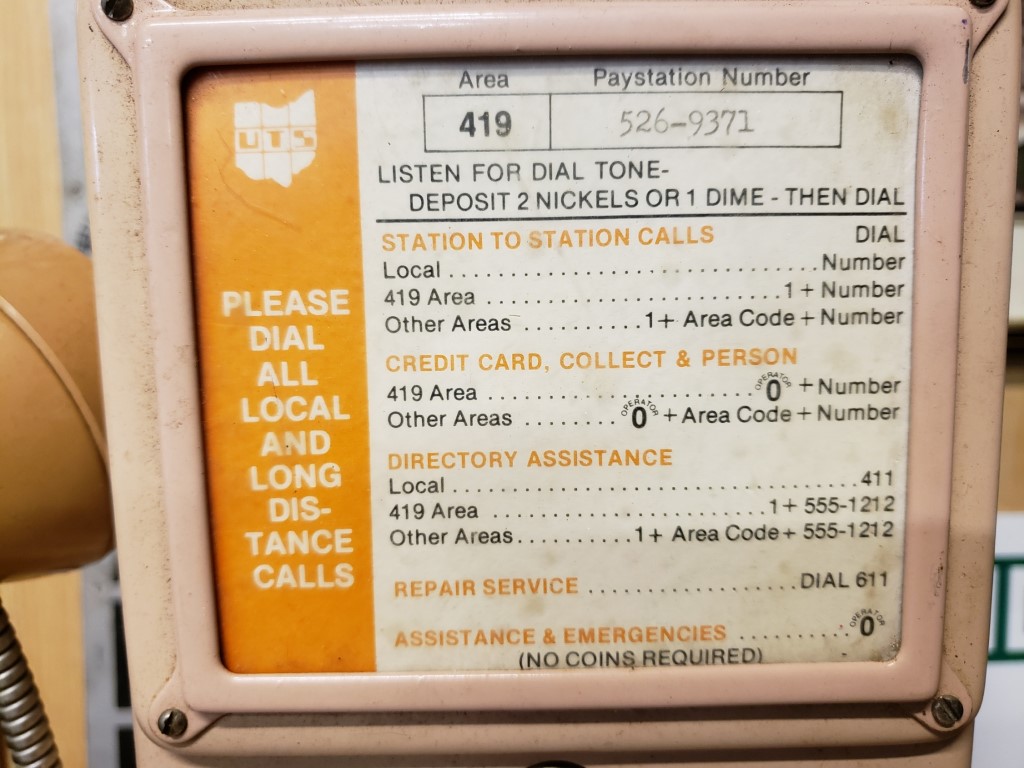 UTS
PLEASE
DIAL
ALL
LOCAL
AND
LONG
DIS-
TANCE
CALLS
Area Paystation Number
419 526-9371
LISTEN FOR DIAL TONE-
DEPOSIT 2 NICKELS OR 1 DIME - THEN DIAL
STATION TO STATION CALLS DIAL
Local ................................ Number
419 Area ..........................1 + Number
Other Areas ..........1+ Area Code + Number
CREDIT CARD, COLLECT & PERSON
419 Area ........................ OPERATOR 0 + Number
Other Areas ........ OPERATOR 0 + Area Code + Number
DIRECTORY ASSISTANCE
Local ...................................411
419 Area ........................1+ 555-1212
Other Areas..........1+ Area Code+ 555-1212
REPAIR SERVICE ..................DIAL 611
ASSISTANCE & EMERGENCIES .......... OPERATOR 0
(NO COINS REQUIRED)